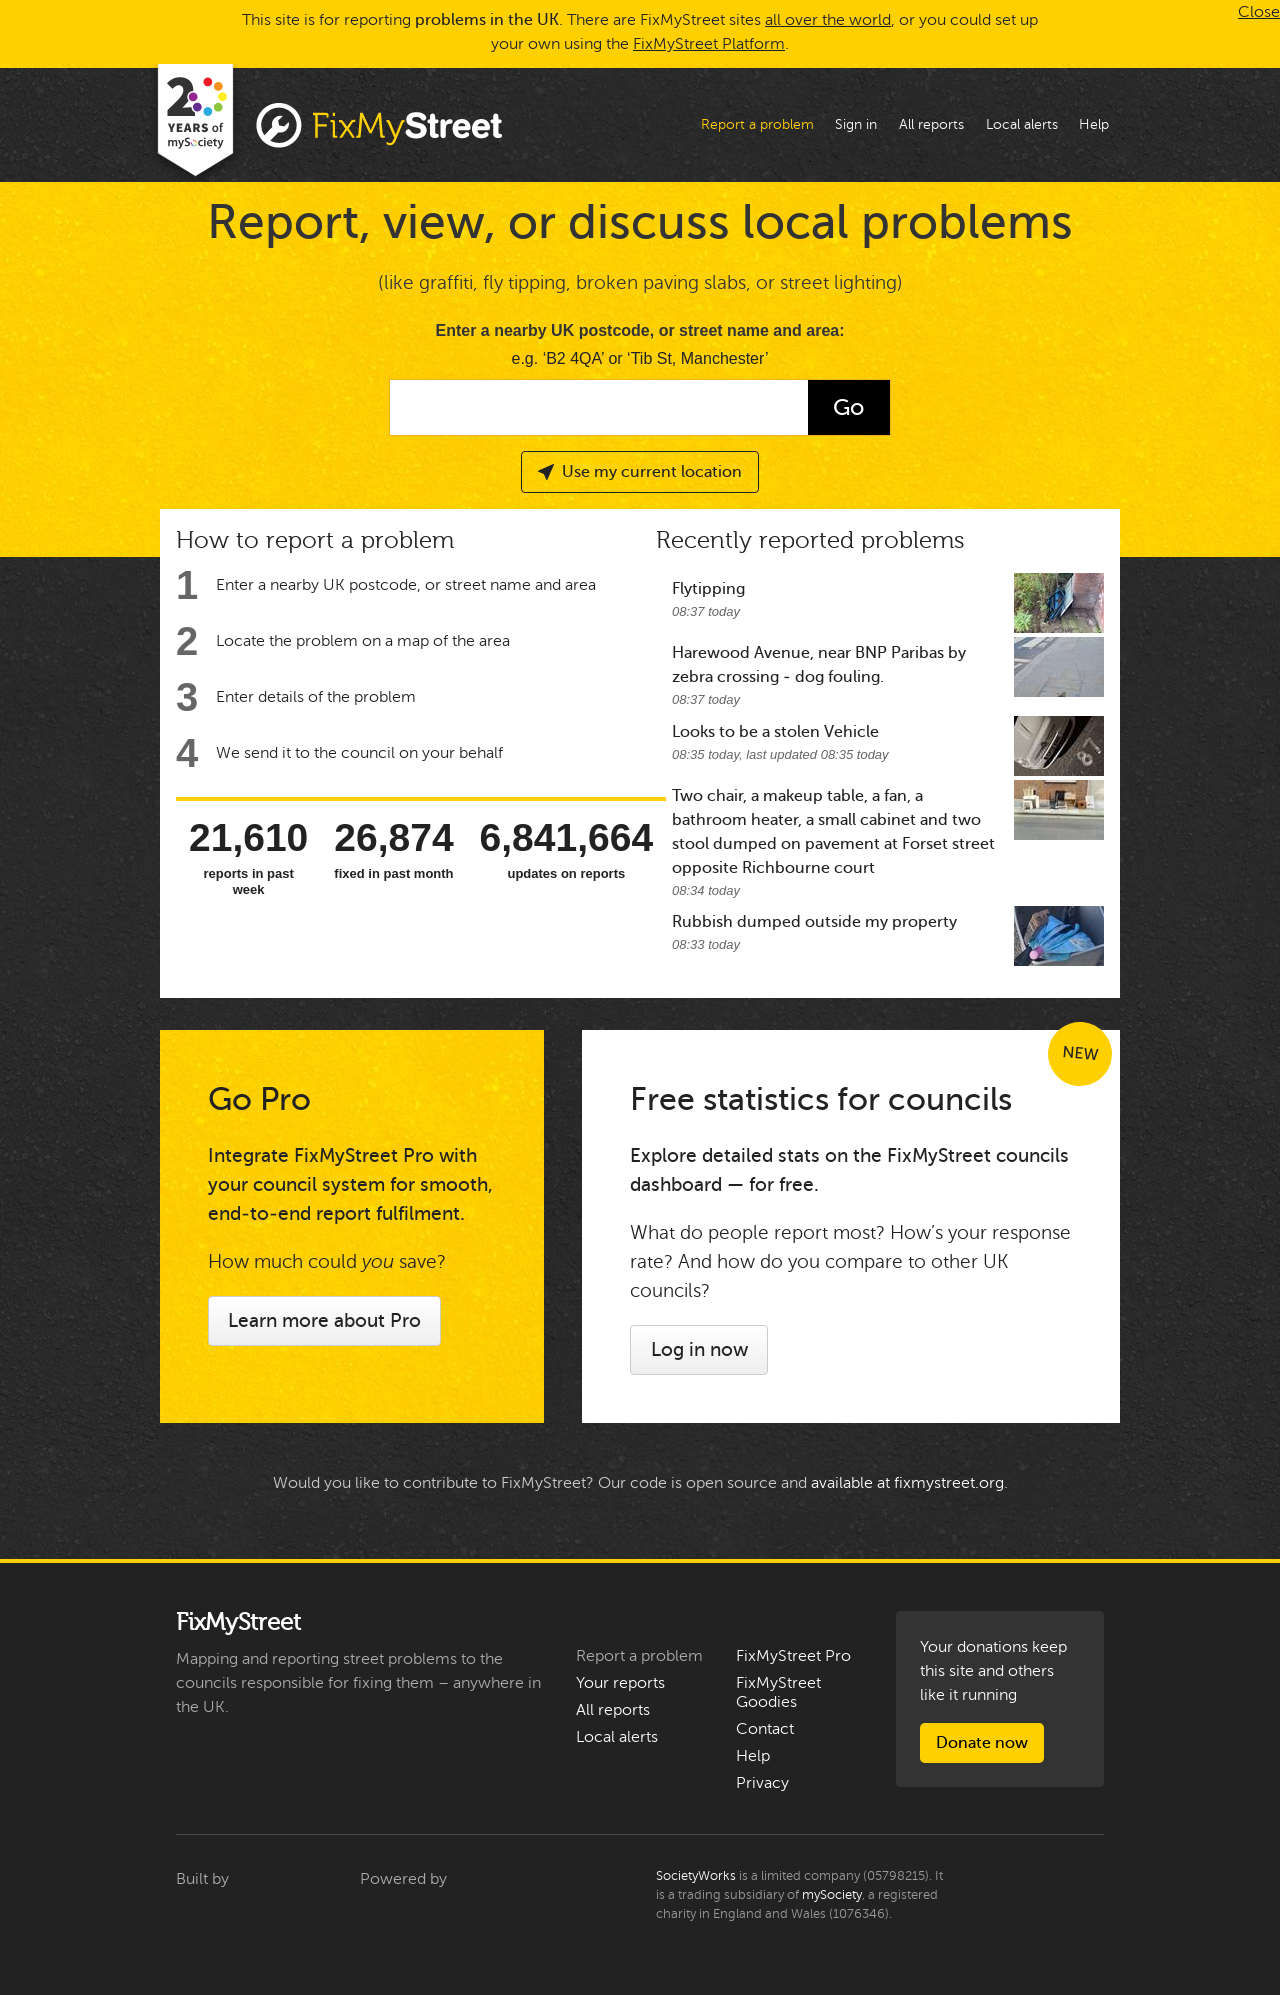 This site is for reporting problems in the UK. There are FixMyStreet sites all over the world, or you could set up
your own using the FixMyStreet Platform.
Close
20
YEARS of
mySociety
FixMyStreet
Report a problem
Sign in
All reports
Local alerts
Help
Report, view, or discuss local problems
(like graffiti, fly tipping, broken paving slabs, or street lighting)
Enter a nearby UK postcode, or street name and area:
e.g. ‘B2 4QA’ or ‘Tib St, Manchester’
Go
Use my current location
How to report a problem
1 Enter a nearby UK postcode, or street name and area
2 Locate the problem on a map of the area
3 Enter details of the problem
4 We send it to the council on your behalf
21,610
reports in past
week
26,874
fixed in past month
6,841,664
updates on reports
Recently reported problems
Flytipping
08:37 today
Harewood Avenue, near BNP Paribas by
zebra crossing - dog fouling.
08:37 today
Looks to be a stolen Vehicle
08:35 today, last updated 08:35 today
87
Two chair, a makeup table, a fan, a
bathroom heater, a small cabinet and two
stool dumped on pavement at Forset street
opposite Richbourne court
08:34 today
Rubbish dumped outside my property
08:33 today
Go Pro
Integrate FixMyStreet Pro with
your council system for smooth,
end-to-end report fulfilment.
How much could you save?
Learn more about Pro
NEW
Free statistics for councils
Explore detailed stats on the FixMyStreet councils
dashboard — for free.
What do people report most? How’s your response
rate? And how do you compare to other UK
councils?
Log in now
Would you like to contribute to FixMyStreet? Our code is open source and available at fixmystreet.org.
FixMyStreet
Mapping and reporting street problems to the
councils responsible for fixing them – anywhere in
the UK.
Report a problem
Your reports
All reports
Local alerts
FixMyStreet Pro
FixMyStreet
Goodies
Contact
Help
Privacy
Your donations keep
this site and others
like it running
Donate now
Built by
Powered by
SocietyWorks is a limited company (05798215). It
is a trading subsidiary of mySociety, a registered
charity in England and Wales (1076346).